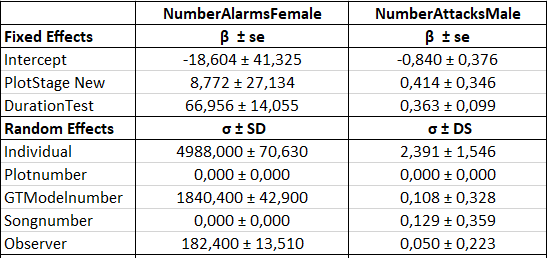 NumberAlarmsFemale NumberAttacksMale
Fixed Effects β ± se β ± se
Intercept -18,604 ± 41,325 -0,840 ± 0,376
PlotStage New 8,772 ± 27,134 0,414 ± 0,346
DurationTest 66,956 ± 14,055 0,363 ± 0,099
Random Effects σ ± SD σ ± DS
Individual 4988,000 ± 70,630 2,391 ± 1,546
Plotnumber 0,000 ± 0,000 0,000 ± 0,000
GTModelnumber 1840,400 ± 42,900 0,108 ± 0,328
Songnumber 0,000 ± 0,000 0,129 ± 0,359
Observer 182,400 ± 13,510 0,050 ± 0,223